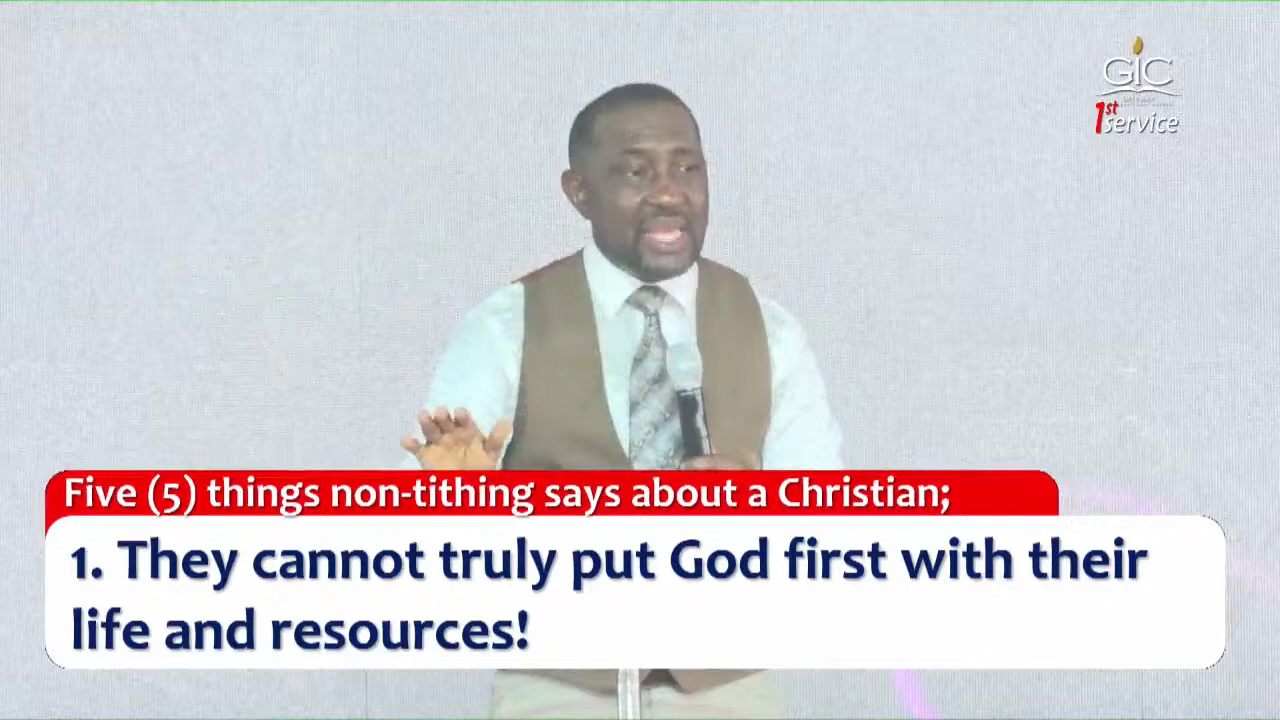 GIC
1st
service
Five (5) things non-tithing says about a Christian;
1. They cannot truly put God first with their
life and resources!